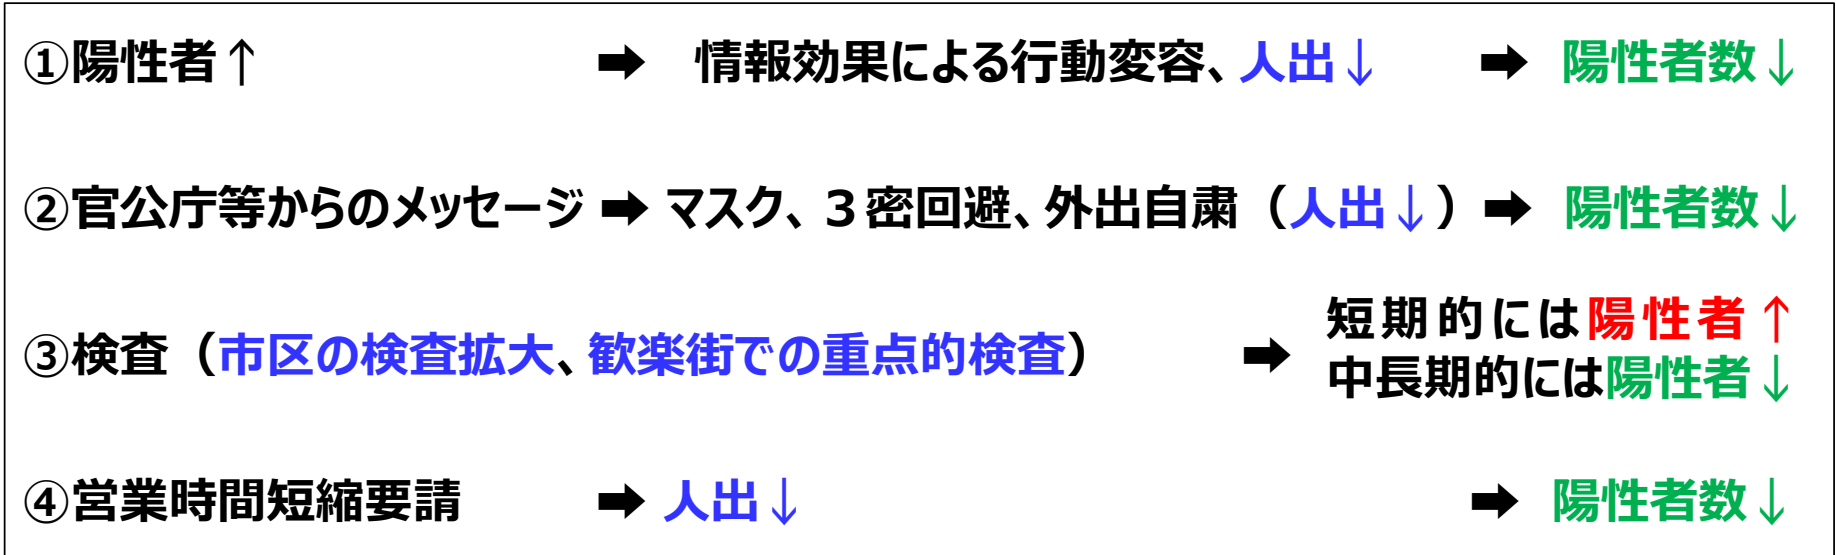 ①陽性者↑ ➡ 情報効果による行動変容、人出↓ ➡ 陽性者数↓
②官公庁等からのメッセージ ➡ マスク、３密回避、外出自粛（人出↓）➡ 陽性者数↓
③検査（市区の検査拡大、歓楽街での重点的検査） ➡ 短期的には陽性者↑
中長期的には陽性者↓
④営業時間短縮要請 ➡ 人出↓ ➡ 陽性者数↓